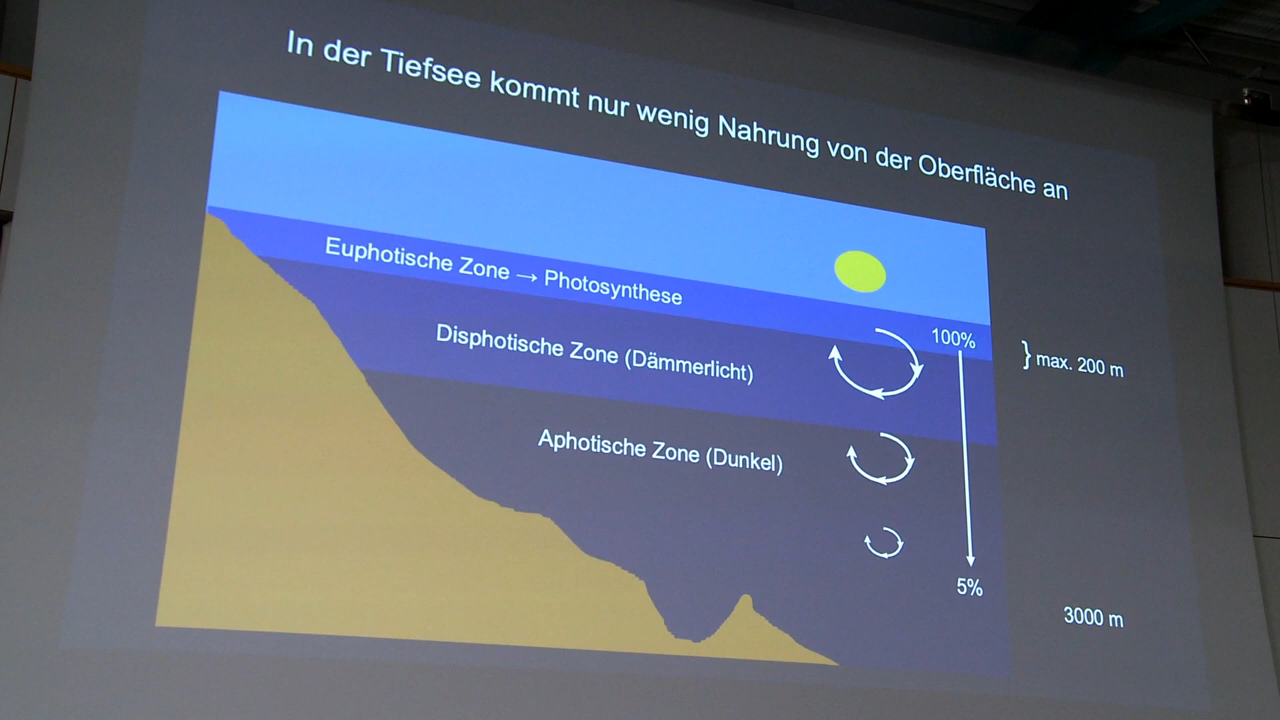 In der Tiefsee kommt nur wenig Nahrung von der Oberfläche an
Euphotische Zone → Photosynthese
100%
} max. 200 m
Disphotische Zone (Dämmerlicht)
Aphotische Zone (Dunkel)
5%
3000 m